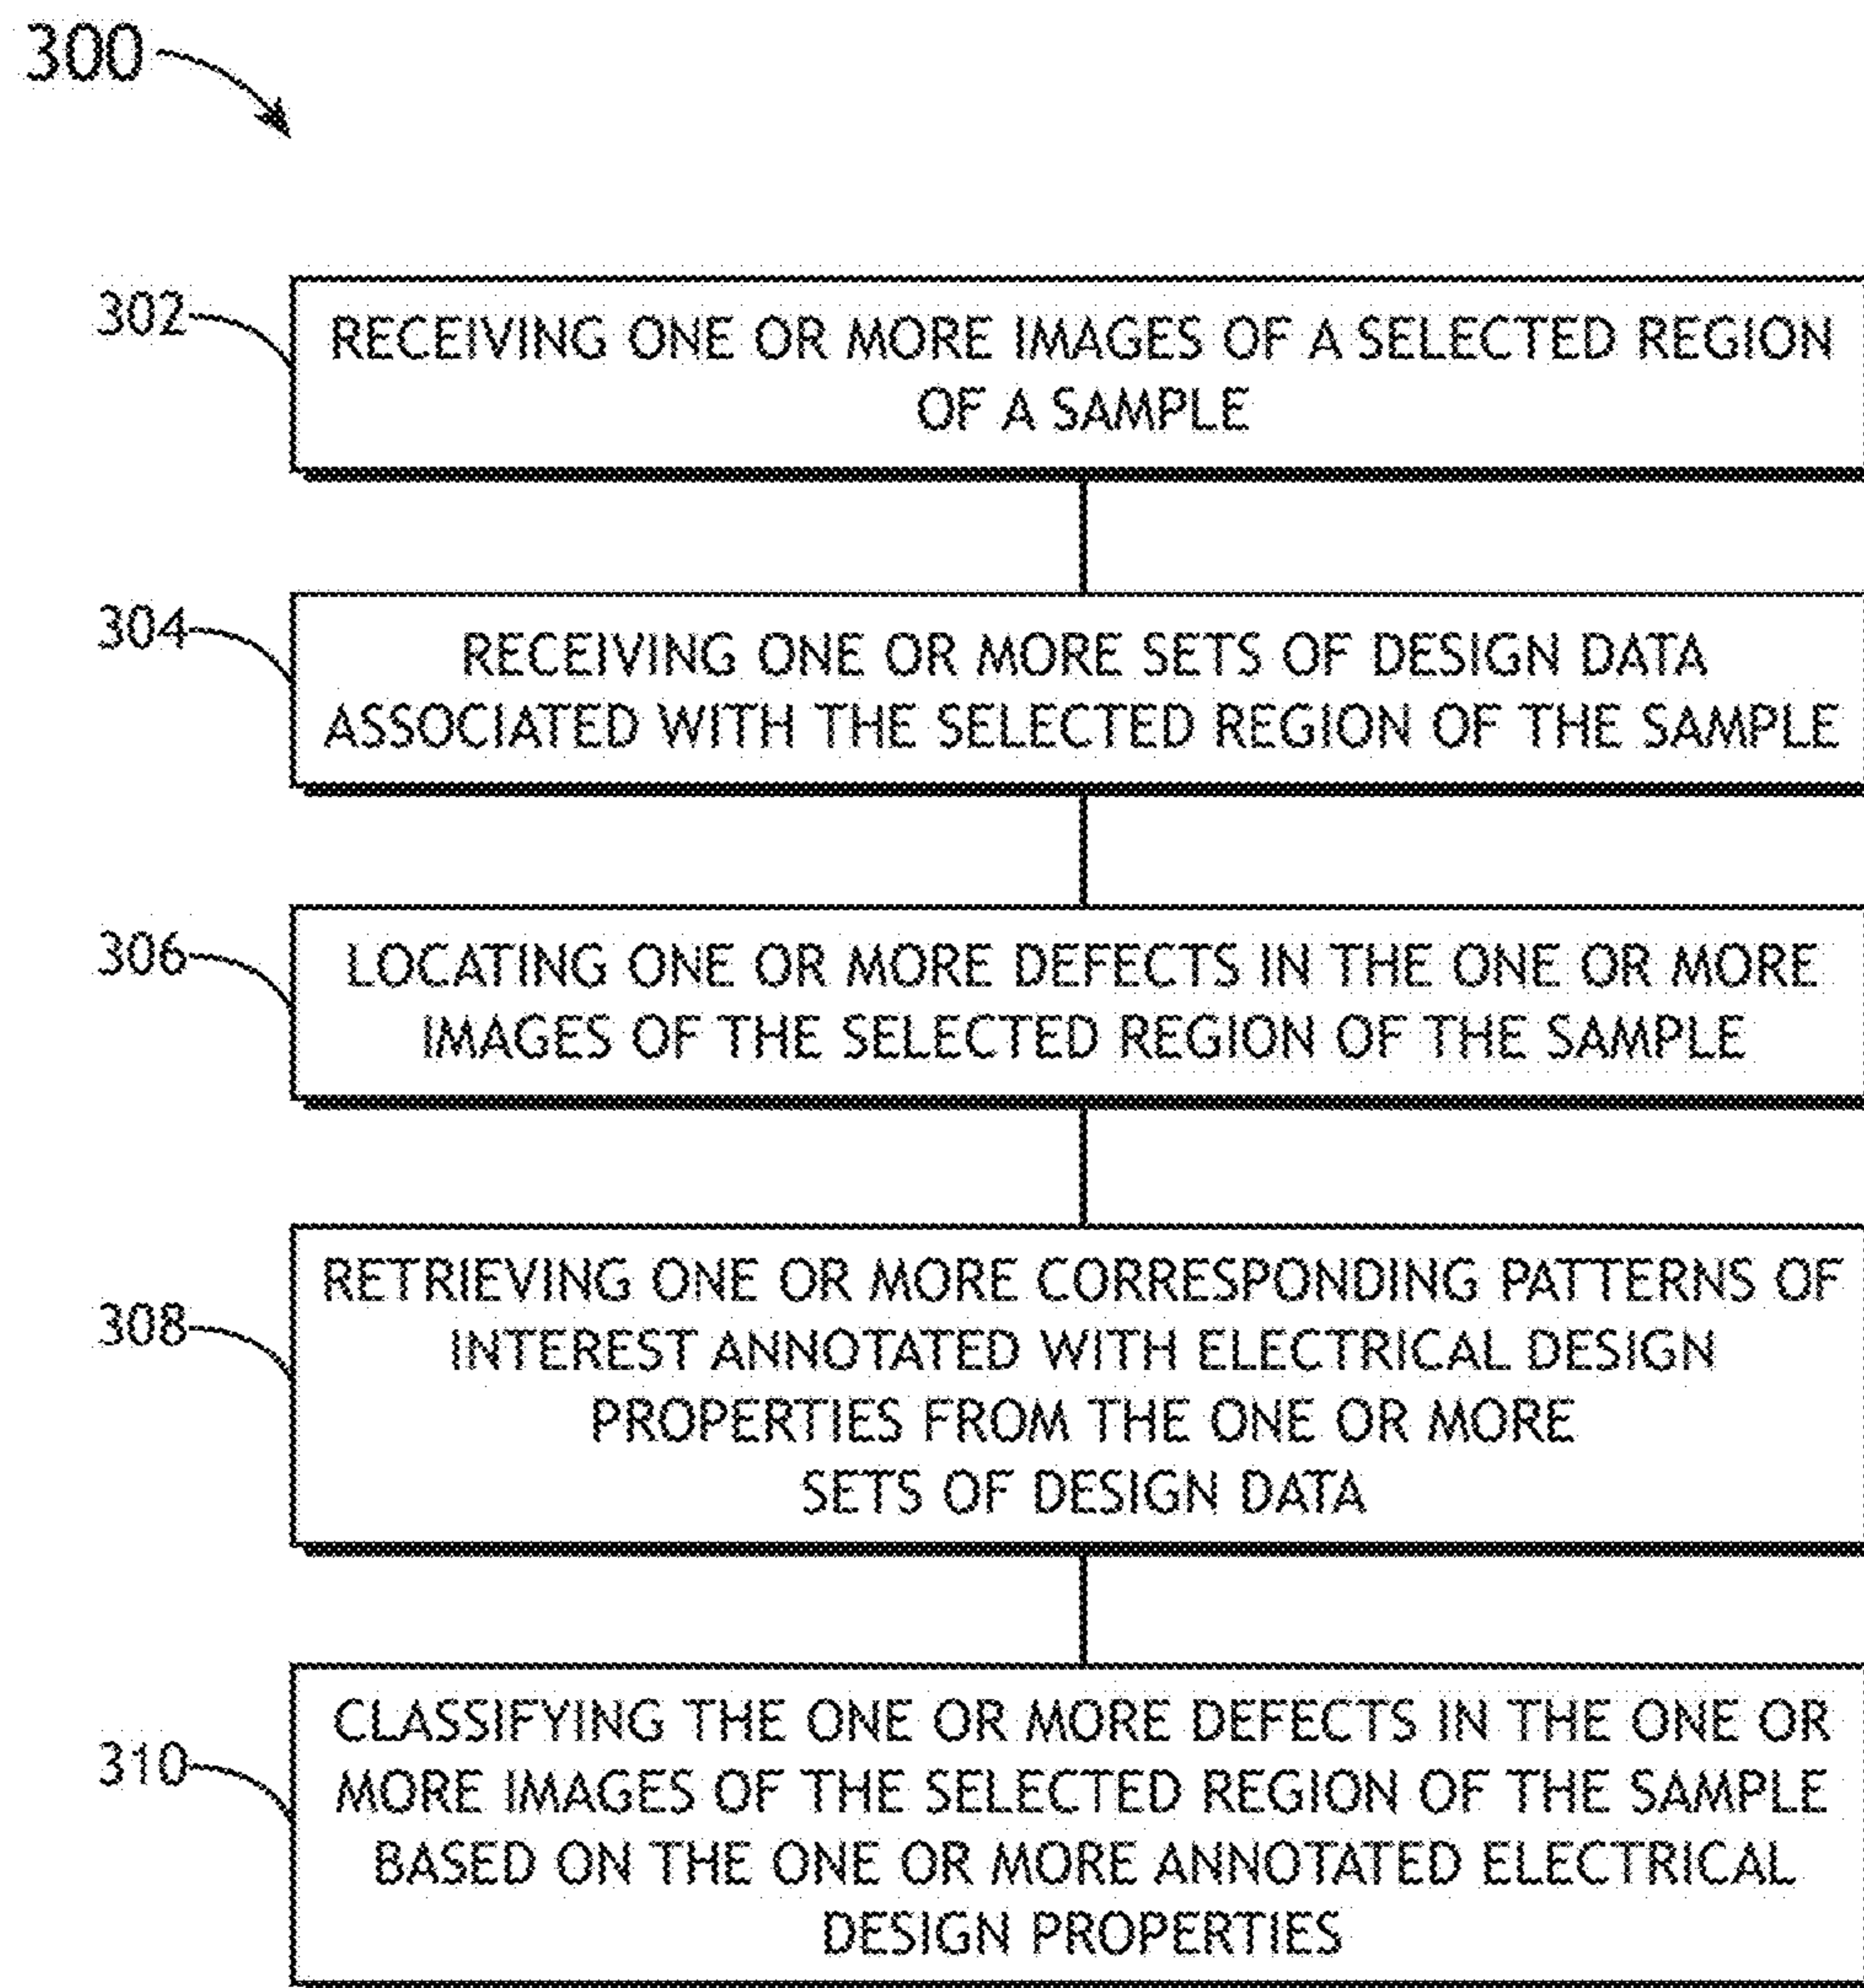 300
302
RECEIVING ONE OR MORE IMAGES OF A SELECTED REGION
OF A SAMPLE
304
RECEIVING ONE OR MORE SETS OF DESIGN DATA
ASSOCIATED WITH THE SELECTED REGION OF THE SAMPLE
306
LOCATING ONE OR MORE DEFECTS IN THE ONE OR MORE
IMAGES OF THE SELECTED REGION OF THE SAMPLE
308
RETRIEVING ONE OR MORE CORRESPONDING PATTERNS OF
INTEREST ANNOTATED WITH ELECTRICAL DESIGN
PROPERTIES FROM THE ONE OR MORE
SETS OF DESIGN DATA
310
CLASSIFYING THE ONE OR MORE DEFECTS IN THE ONE OR
MORE IMAGES OF THE SELECTED REGION OF THE SAMPLE
BASED ON THE ONE OR MORE ANNOTATED ELECTRICAL
DESIGN PROPERTIES